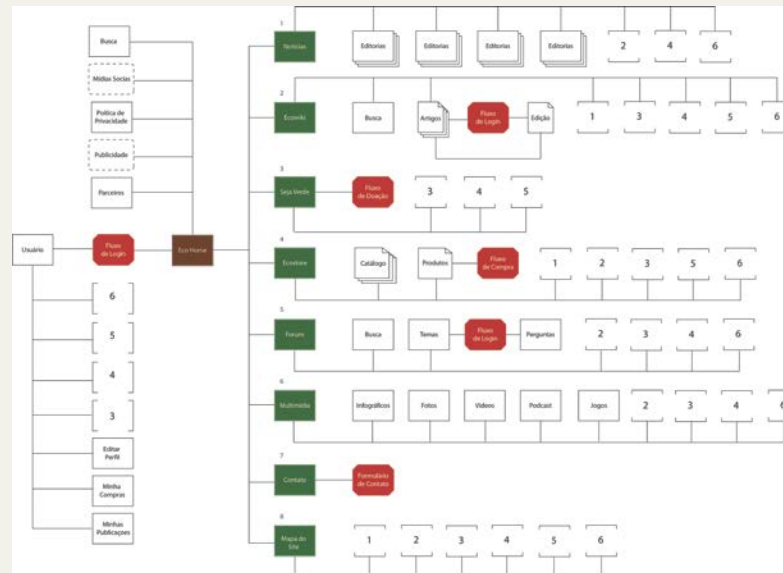 Busca
Mídias Sociais
Política de
Privacidade
Publicidade
Parceiros
Usuário
Fluxo
de Login
Eco Home
6
5
4
3
Editar
Perfil
Minha
Compras
Minhas
Publicaçoes
1
Notícias
Editorias
Editorias
Editorias
Editorias
2
4
6
2
Ecowiki
Busca
Artigos
Fluxo
de Login
Edição
1
3
4
5
6
3
Seja Verde
Fluxo
de Doação
3
4
5
4
Ecostore
Catálogo
Produtos
Fluxo
de Compra
1
2
3
5
6
5
Forum
Busca
Temas
Fluxo
de Login
Perguntas
2
3
4
6
6
Multimídia
Infográficos
Fotos
Vídeos
Podcast
Jogos
2
3
4
6
7
Contato
Formulário
de Contato
8
Mapa do
Site
1
2
3
4
5
6